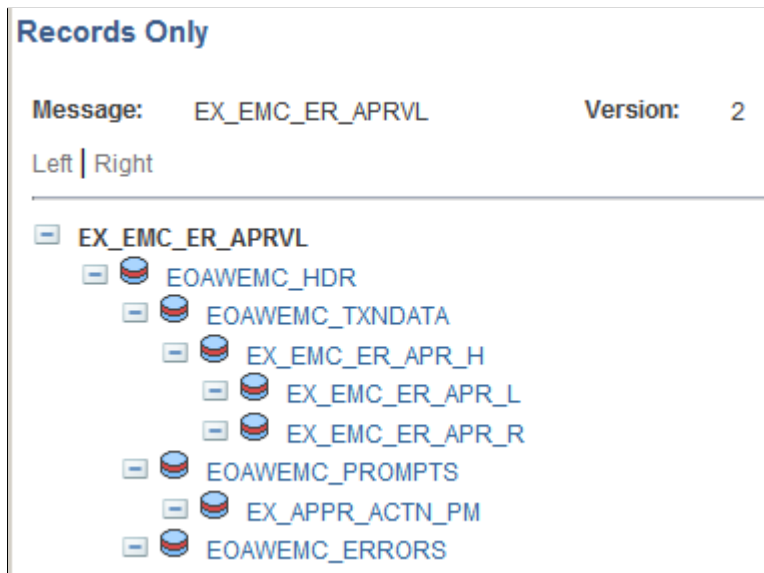 Records Only
Message: EX_EMC_ER_APRVL Version: 2
Left | Right
EX_EMC_ER_APRVL
EOAWEMC_HDR
EOAWEMC_TXNDATA
EX_EMC_ER_APR_H
EX_EMC_ER_APR_L
EX_EMC_ER_APR_R
EOAWEMC_PROMPTS
EX_APPR_ACTN_PM
EOAWEMC_ERRORS